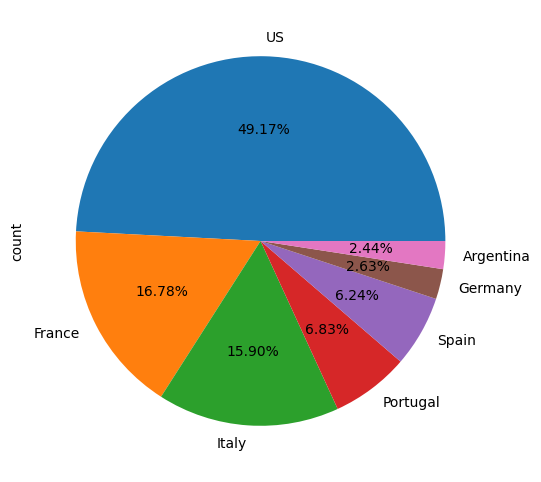 US
49.17%
count
France
16.78%
Italy
15.90%
Portugal
6.83%
Spain
6.24%
Germany
2.63%
Argentina
2.44%